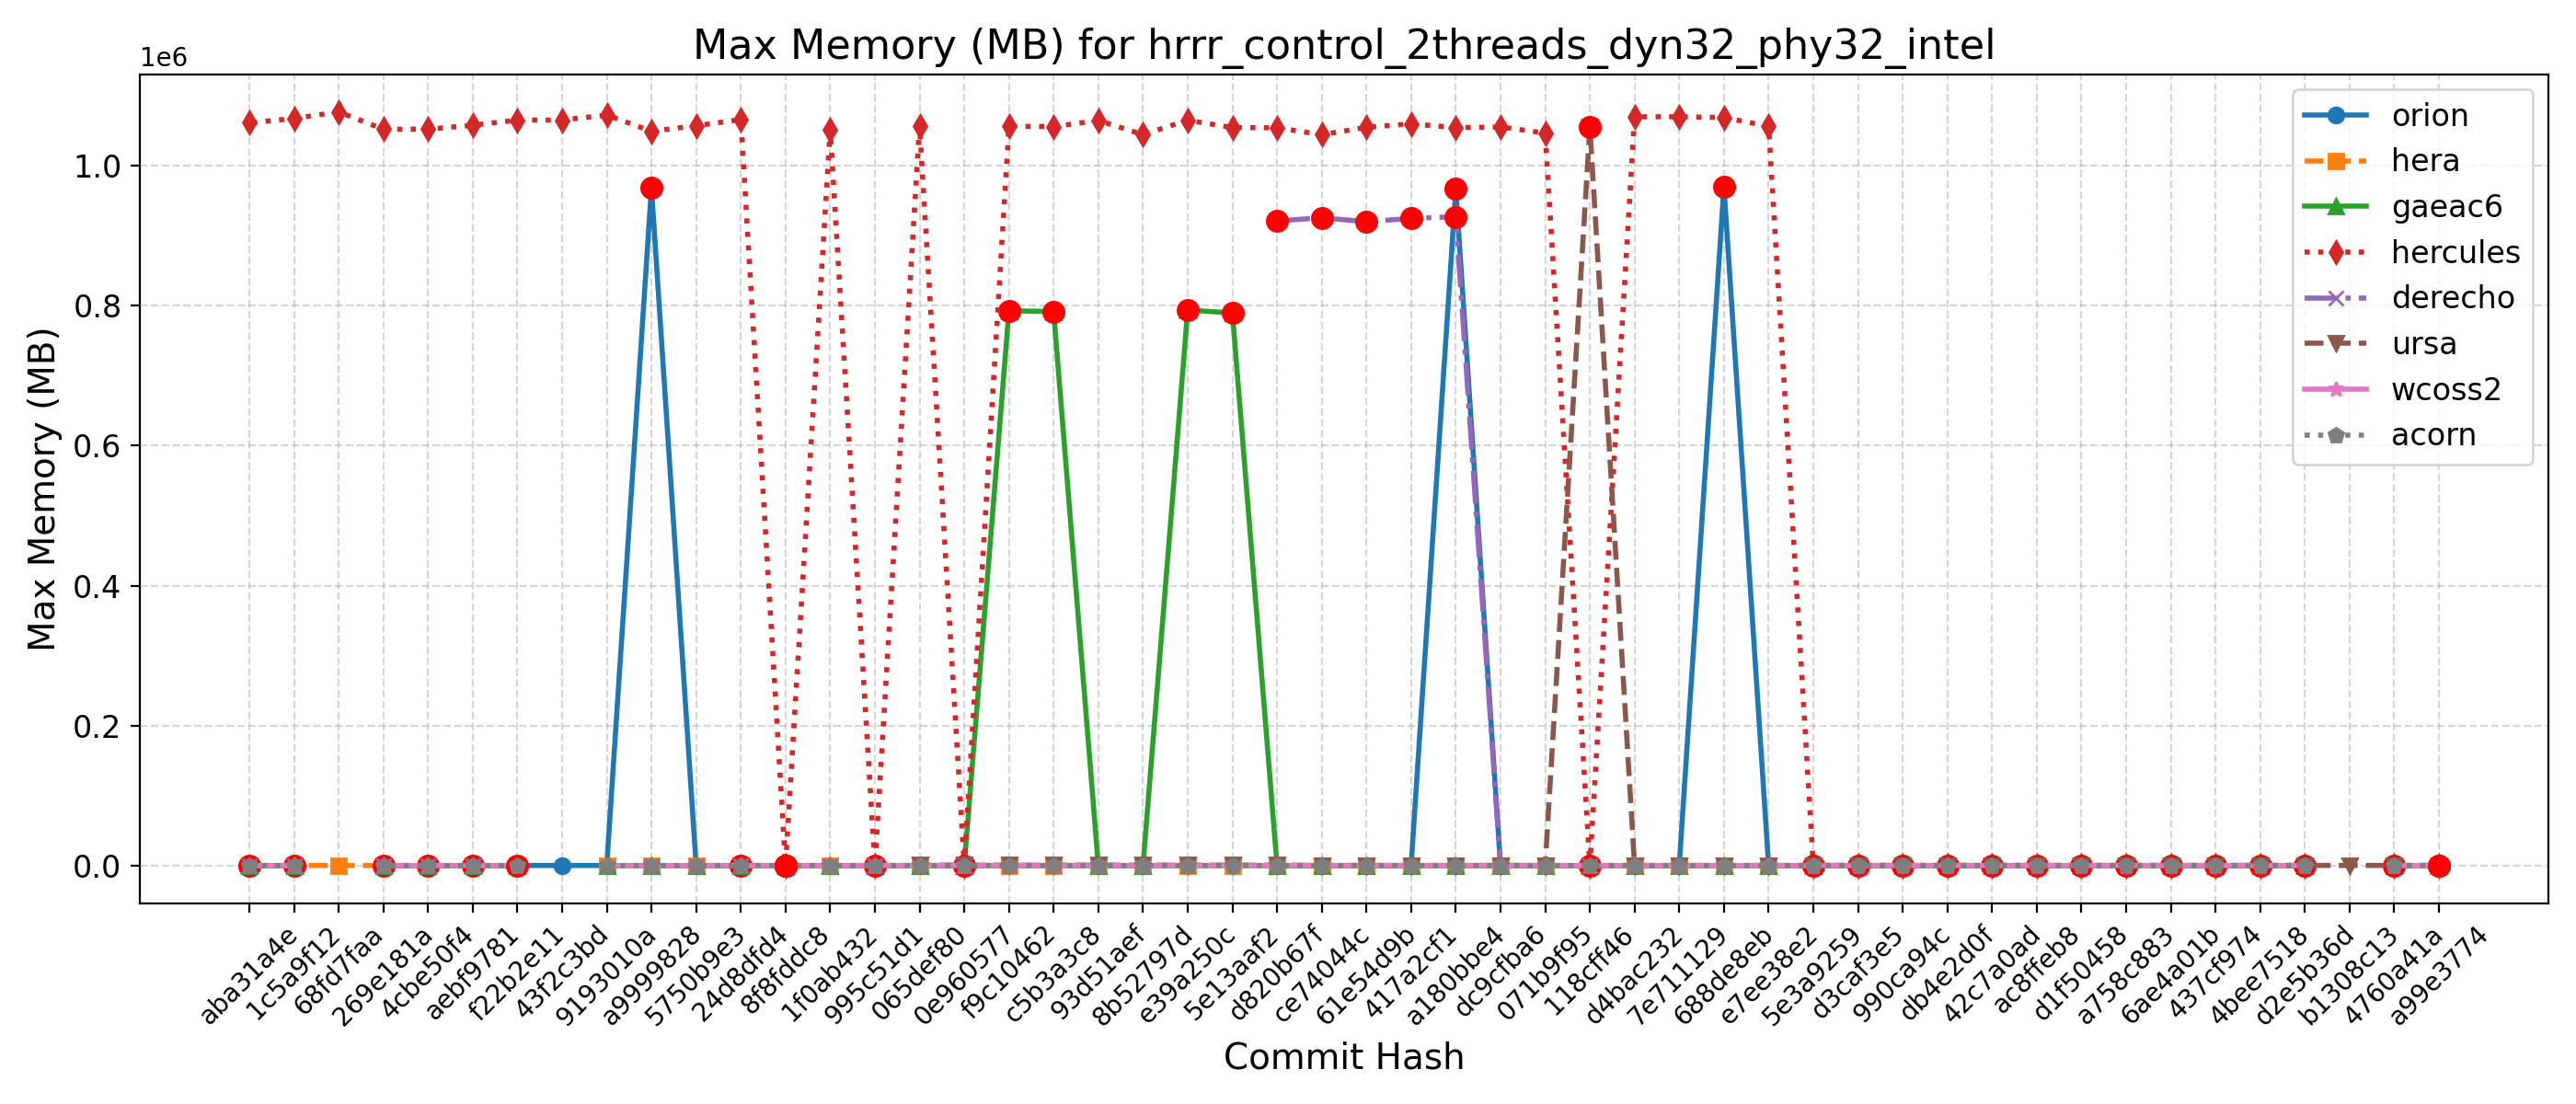 Max Memory (MB) for hrrr_control_2threads_dyn32_phy32_intel
1e6
1.0
0.8
0.6
0.4
0.2
0.0
Max Memory (MB)
orion
hera
gaeac6
hercules
derecho
ursa
wcoss2
acorn
aba31a4e
1c5a9f12
68fd7faa
269e181a
4cbe50f4
aebf9781
f22b2e11
43f2c3bd
9193010a
a9999828
5750b9e3
24d8dfd4
8f8fddc8
1f0ab432
995c51d1
065def80
0e960577
f9c10462
c5b3a3c8
93d51aef
8b52797d
e39a250c
5e13aaf2
d820b67f
ce74044c
61e54d9b
417a2cf1
a180bbe4
dc9cfba6
071b9f95
118cff46
d4bac232
7e711129
688de8eb
e7ee38e2
5e3a9259
d3caf3e5
990ca94c
db4e2d0f
42c7a0ad
ac8ffeb8
d1f50458
a758c883
6ae4a01b
437cf974
4bee7518
d2e5b36d
b1308c13
4760a41a
a99e3774
Commit Hash